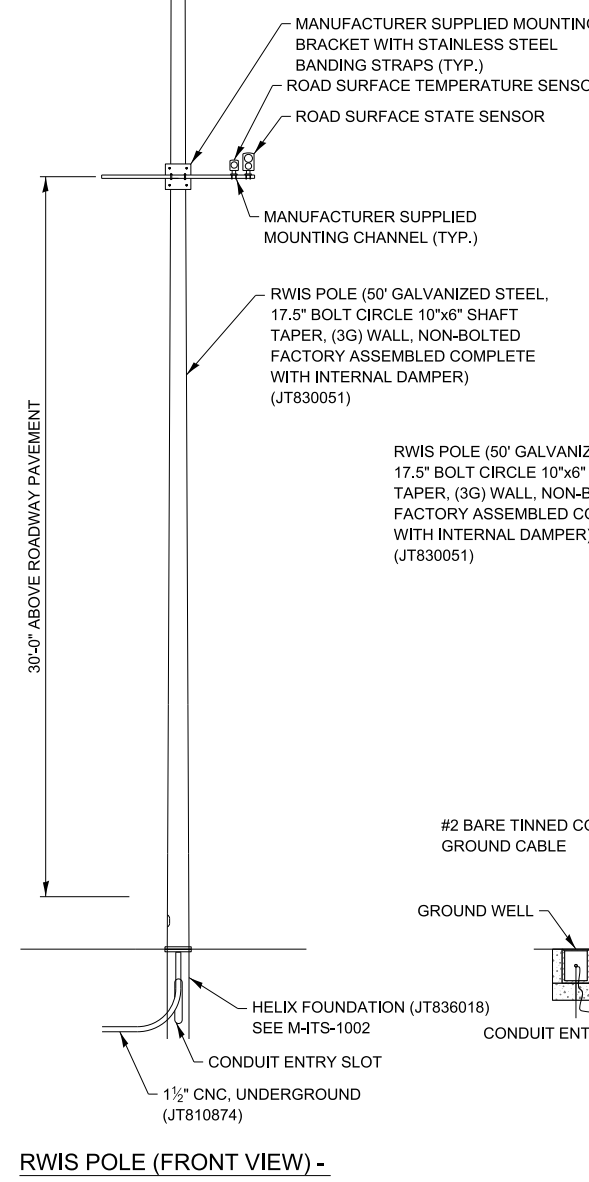 MANUFACTURER SUPPLIED MOUNTING
BRACKET WITH STAINLESS STEEL
BANDING STRAPS (TYP.)
ROAD SURFACE TEMPERATURE SENSO
ROAD SURFACE STATE SENSOR
MANUFACTURER SUPPLIED
MOUNTING CHANNEL (TYP.)
RWIS POLE (50' GALVANIZED STEEL,
17.5" BOLT CIRCLE 10"x6" SHAFT
TAPER, (3G) WALL, NON-BOLTED
FACTORY ASSEMBLED COMPLETE
WITH INTERNAL DAMPER)
(JT830051)
30'-0" ABOVE ROADWAY PAVEMENT
RWIS POLE (50' GALVANIZ
17.5" BOLT CIRCLE 10"x6"
TAPER, (3G) WALL, NON-B
FACTORY ASSEMBLED CO
WITH INTERNAL DAMPER)
(JT830051)
#2 BARE TINNED CO
GROUND CABLE
GROUND WELL
HELIX FOUNDATION (JT836018)
SEE M-ITS-1002
CONDUIT ENT
CONDUIT ENTRY SLOT
1½" CNC, UNDERGROUND
(JT810874)
RWIS POLE (FRONT VIEW) -